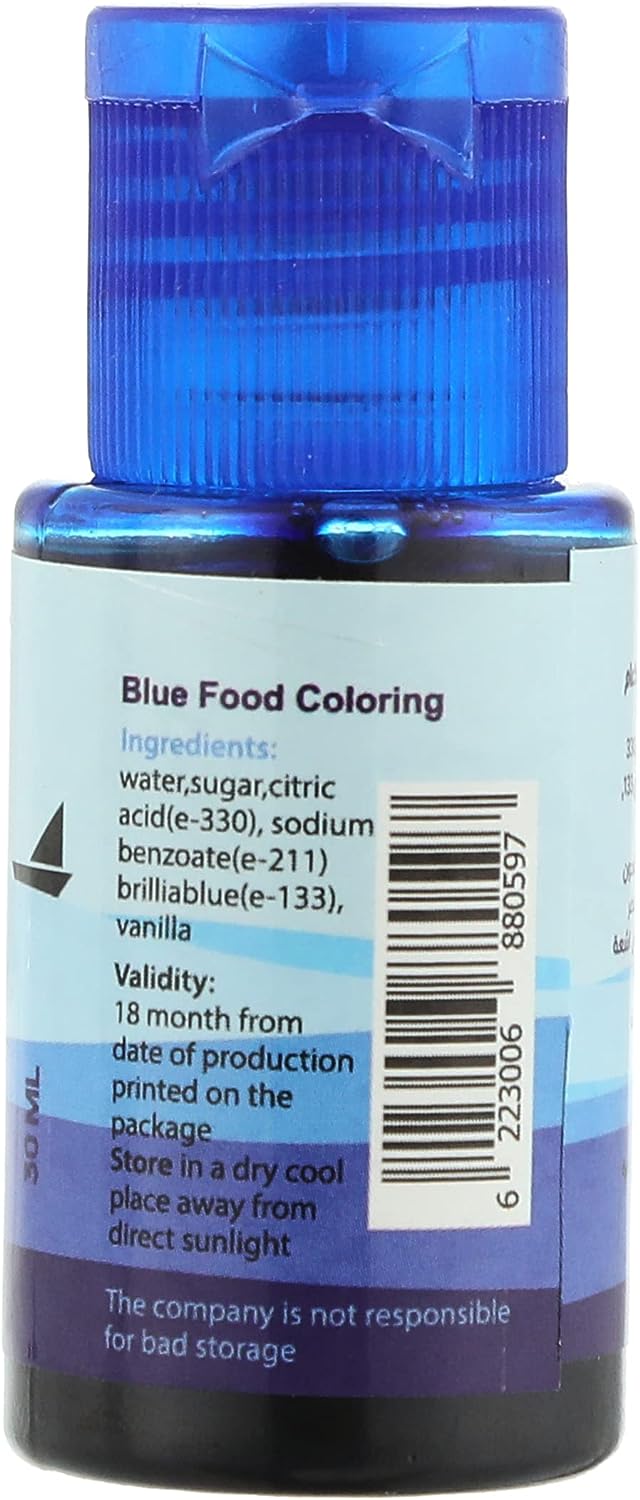 Blue Food Coloring
Ingredients:
water,sugar,citric
acid(e-330), sodium
benzoate(e-211)
brilliablue(e-133),
vanilla
Validity:
18 month from
date of production
printed on the
package
Store in a dry cool
place away from
direct sunlight
The company is not responsible
for bad storage
30 ML
6 223006 880597